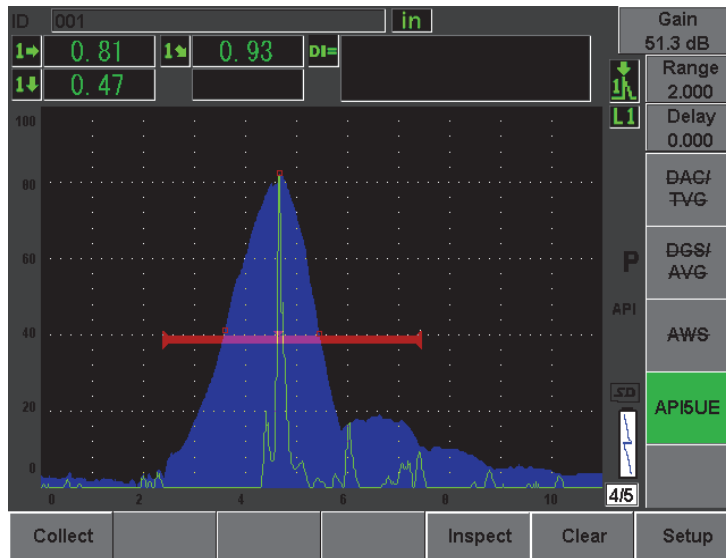 ID 001 in
Gain
51.3 dB
1 0.81 1 0.93 DI=
1 0.47
Range
2.000
1
L1
Delay
0.000
100
80
60
40
20
0
0 2 4 6 8 10
DAC/
TVG
DGS/
AVG
P
API
AWS
SD
API5UE
4/5
Collect Inspect Clear Setup